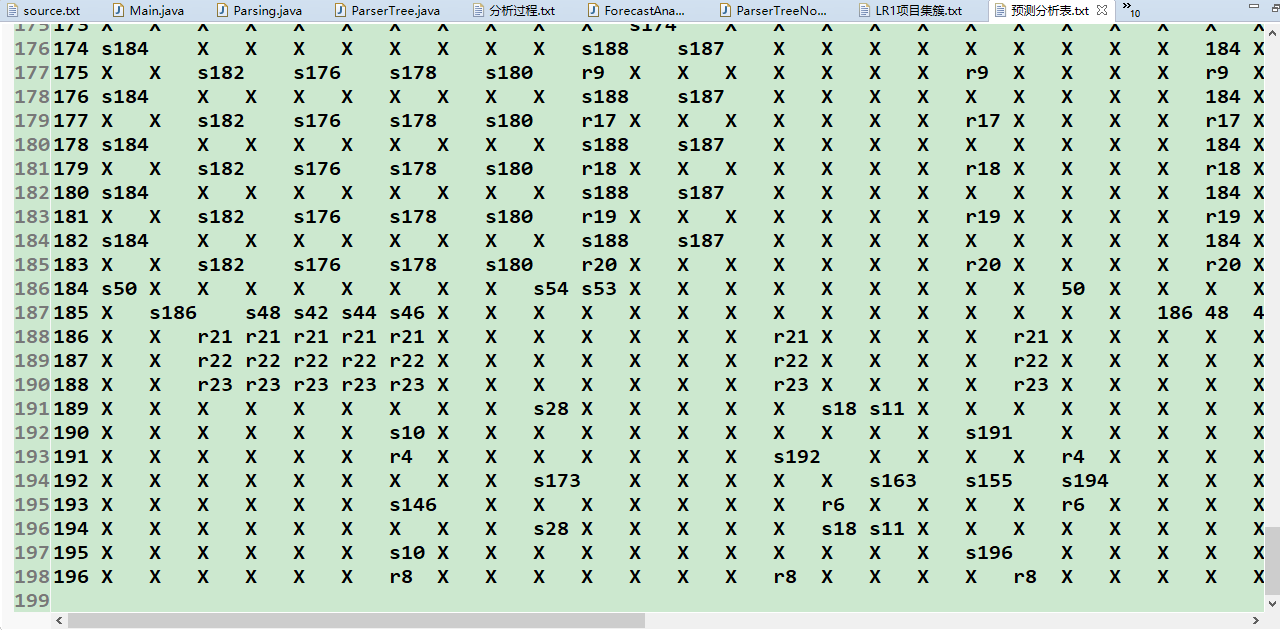 source.txt Main.java Parsing.java ParserTree.java 分析过程.txt ForecastAna... ParserTreeNo... LR1项目集簇.txt 预测分析表.txt »10
175 173 X X X X X X X X X X X s174 X X X X X X X X X X X X
176 174 s184 X X X X X X X X s188 s187 X X X X X X X X X 184 X
177 175 X X s182 s176 s178 s180 r9 X X X X X X X r9 X X X X r9 X
178 176 s184 X X X X X X X X s188 s187 X X X X X X X X X 184 X
179 177 X X s182 s176 s178 s180 r17 X X X X X X X r17 X X X X r17 X
180 178 s184 X X X X X X X X s188 s187 X X X X X X X X X 184 X
181 179 X X s182 s176 s178 s180 r18 X X X X X X X r18 X X X X r18 X
182 180 s184 X X X X X X X X s188 s187 X X X X X X X X X 184 X
183 181 X X s182 s176 s178 s180 r19 X X X X X X X r19 X X X X r19 X
184 182 s184 X X X X X X X X s188 s187 X X X X X X X X X 184 X
185 183 X X s182 s176 s178 s180 r20 X X X X X X X r20 X X X X r20 X
186 184 s50 X X X X X X X X s54 s53 X X X X X X X X X 50 X X X X
187 185 X s186 s48 s42 s44 s46 X X X X X X X X X X X X X X X 186 48 4
188 186 X X r21 r21 r21 r21 r21 X X X X X X X r21 X X X X r21 X X X X X
189 187 X X r22 r22 r22 r22 r22 X X X X X X X r22 X X X X r22 X X X X X
190 188 X X r23 r23 r23 r23 r23 X X X X X X X r23 X X X X r23 X X X X X
191 189 X X X X X X X X X s28 X X X X X s18 s11 X X X X X X X X
192 190 X X X X X X s10 X X X X X X X X X X X s191 X X X X X
193 191 X X X X X X r4 X X X X X X X s192 X X X X r4 X X X X
194 192 X X X X X X X X X s173 X X X X X s163 s155 s194 X X X
195 193 X X X X X X s146 X X X X X X X r6 X X X X r6 X X X X
196 194 X X X X X X X X X s28 X X X X X s18 s11 X X X X X X X X
197 195 X X X X X X s10 X X X X X X X X X X X s196 X X X X X
198 196 X X X X X X r8 X X X X X X X r8 X X X X r8 X X X X X
199